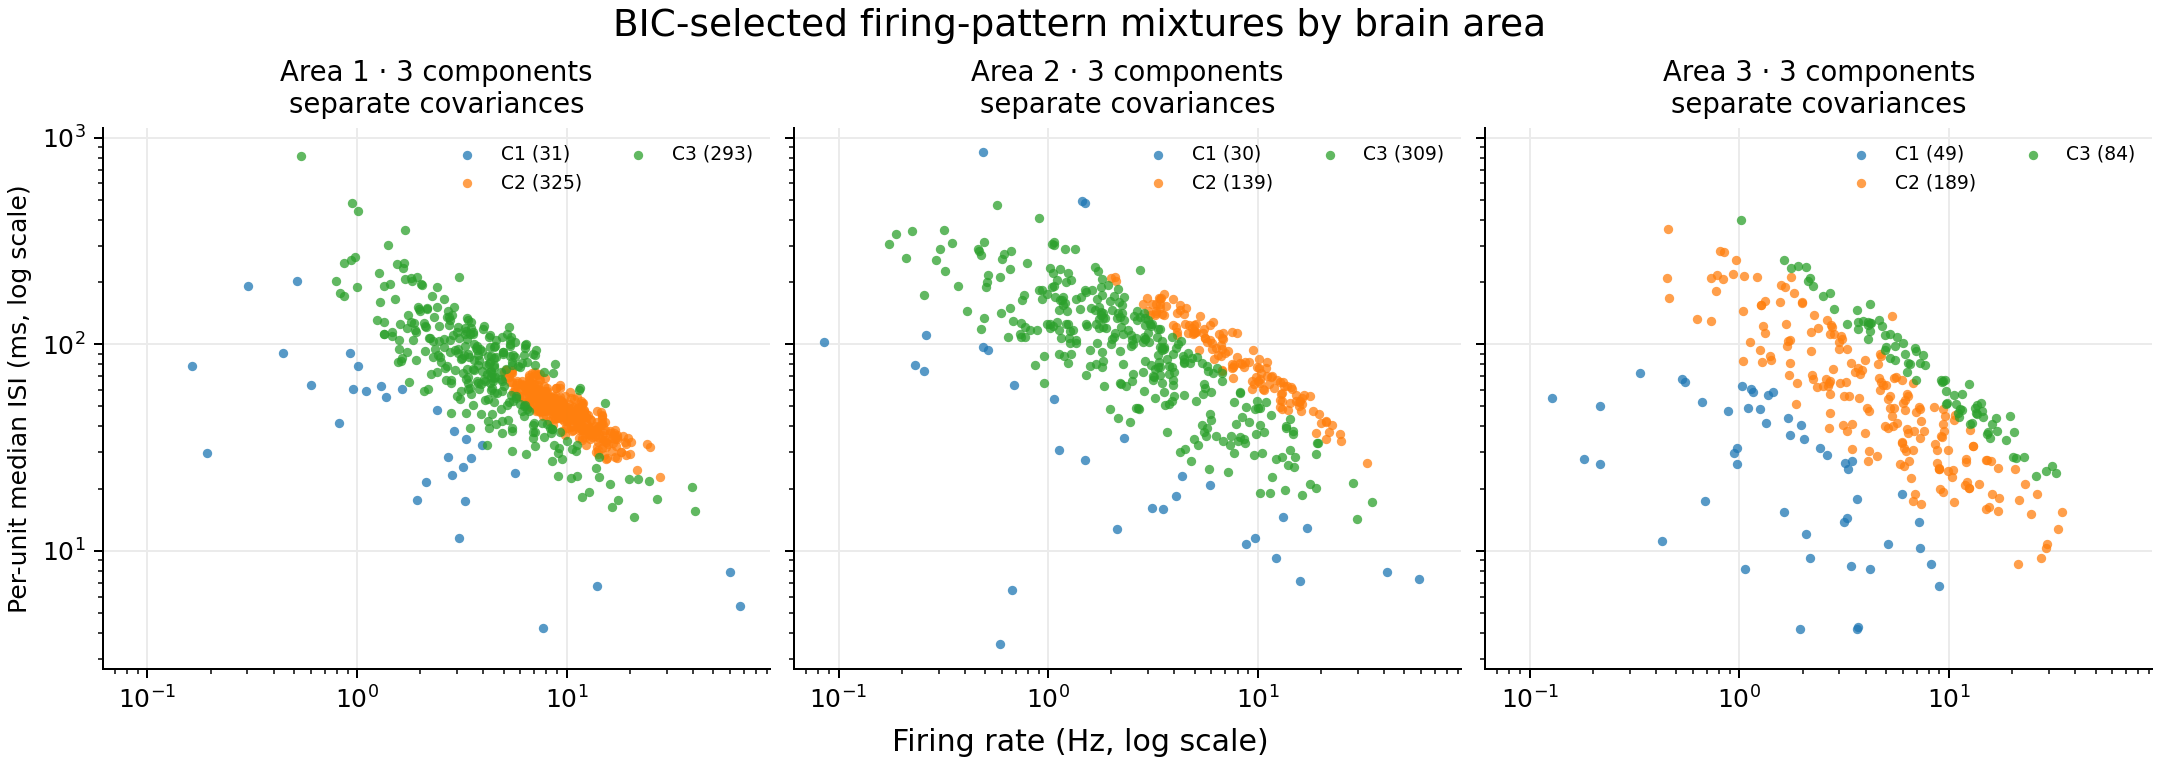 BIC-selected firing-pattern mixtures by brain area
Area 1 · 3 components
separate covariances
Area 2 · 3 components
separate covariances
Area 3 · 3 components
separate covariances
Per-unit median ISI (ms, log scale)
10³
10²
10¹
C1 (31)
C2 (325)
C3 (293)
C1 (30)
C2 (139)
C3 (309)
C1 (49)
C2 (189)
C3 (84)
10⁻¹ 10⁰ 10¹
10⁻¹ 10⁰ 10¹
10⁻¹ 10⁰ 10¹
Firing rate (Hz, log scale)